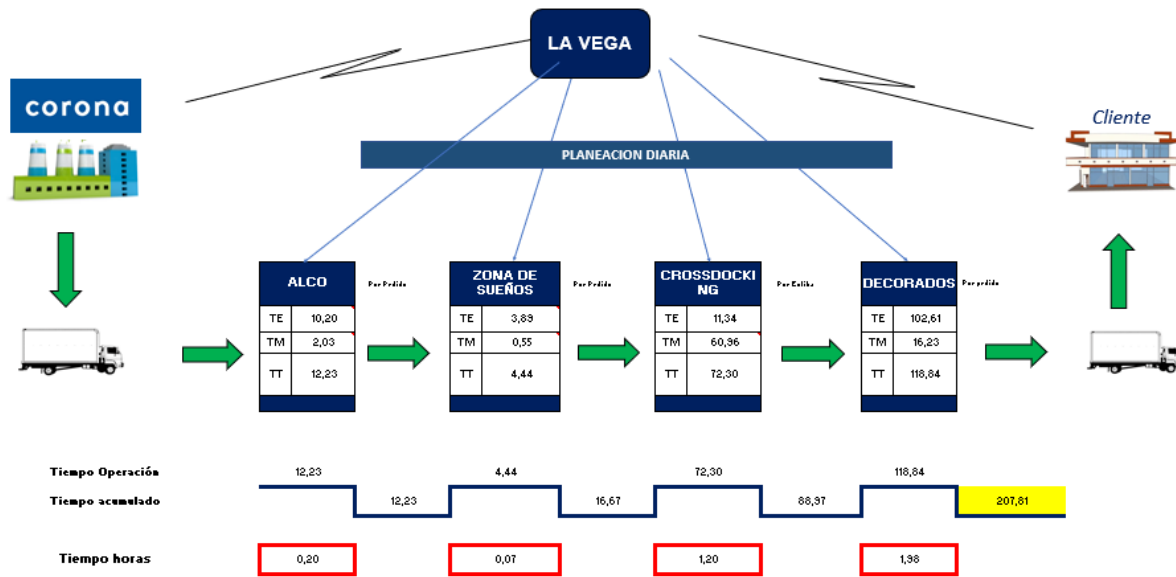 LA VEGA
corona
Cliente
PLANEACION DIARIA
ALCO
Por Pedido
ZONA DE
SUEÑOS
Por Pedido
CROSSDOCKI
NG
Por Estiba
DECORADOS
Por pedido
TE 10,20
TM 2,03
TT 12,23
TE 3,89
TM 0,55
TT 4,44
TE 11,34
TM 60,96
TT 72,30
TE 102,61
TM 16,23
TT 118,84
Tiempo Operación 12,23 4,44 72,30 118,84
Tiempo acumulado 12,23 16,67 88,97 207,81
Tiempo horas 0,20 0,07 1,20 1,98